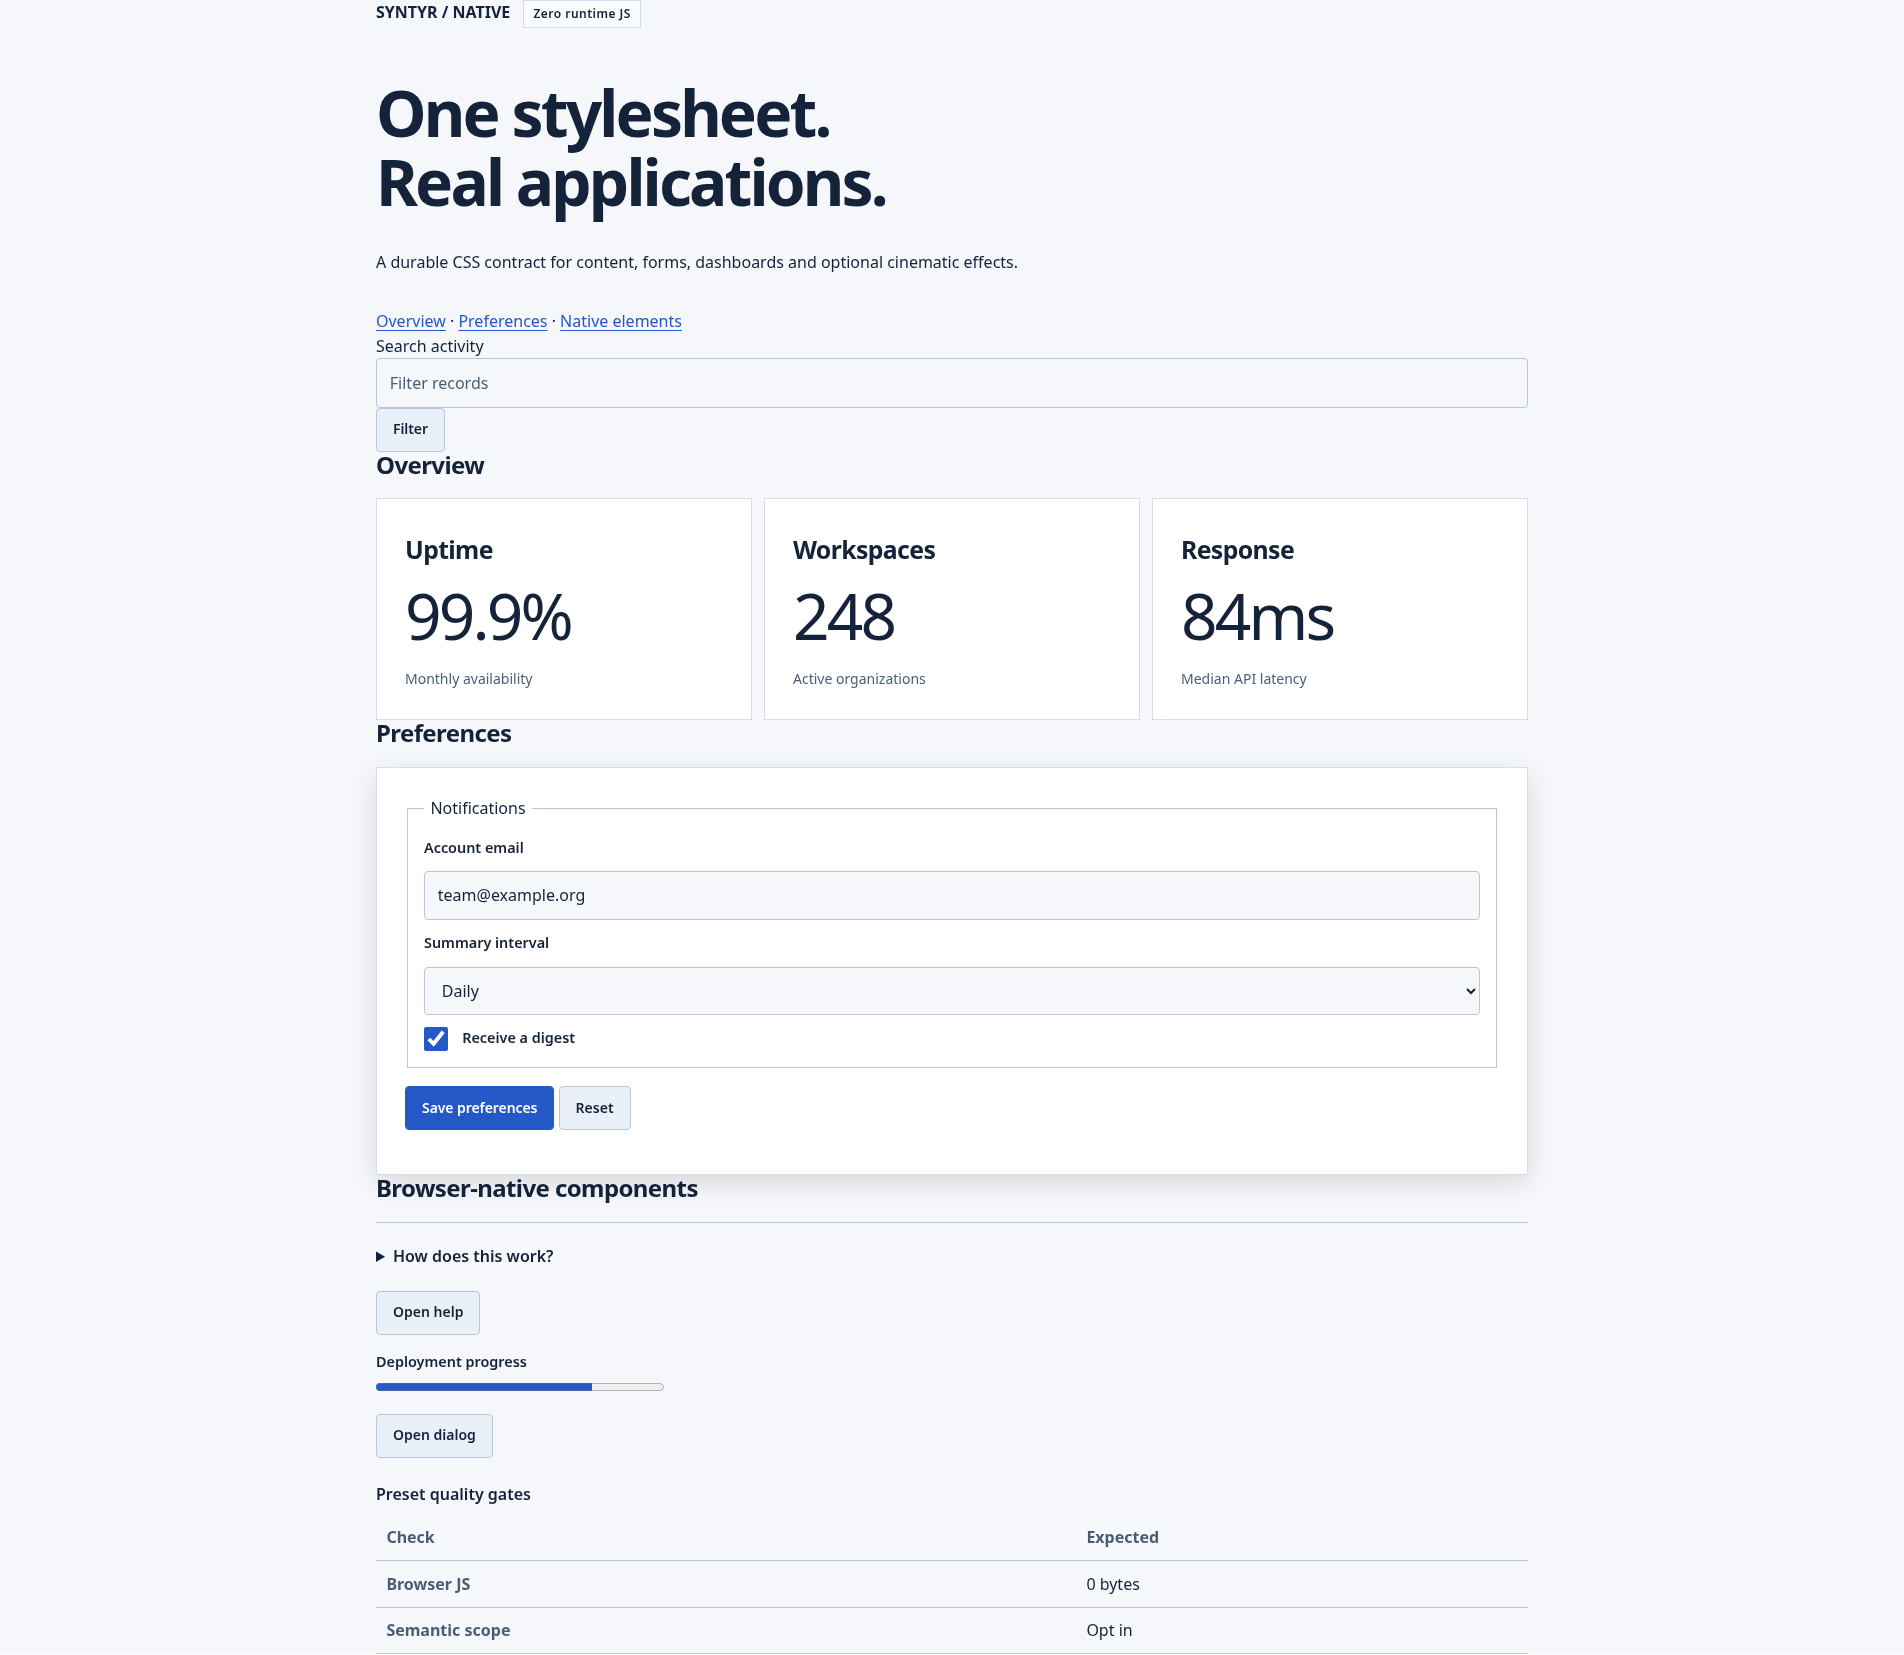 SYNTYR / NATIVE
Zero runtime JS
One stylesheet.
Real applications.
A durable CSS contract for content, forms, dashboards and optional cinematic effects.
Overview · Preferences · Native elements
Search activity
Filter records
Filter
Overview
Uptime
99.9%
Monthly availability
Workspaces
248
Active organizations
Response
84ms
Median API latency
Preferences
Notifications
Account email
team@example.org
Summary interval
Daily
Receive a digest
Save preferences
Reset
Browser-native components
How does this work?
Open help
Deployment progress
Open dialog
Preset quality gates
Check Expected
Browser JS 0 bytes
Semantic scope Opt in